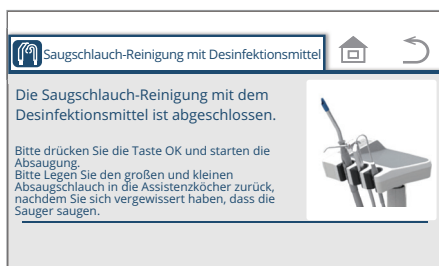 Saugschlauch-Reinigung mit Desinfektionsmittel
Die Saugschlauch-Reinigung mit dem
Desinfektionsmittel ist abgeschlossen.
Bitte drücken Sie die Taste OK und starten die
Absaugung.
Bitte Legen Sie den großen und kleinen
Absaugschlauch in die Assistenzköcher zurück,
nachdem Sie sich vergewissert haben, dass die
Sauger saugen.